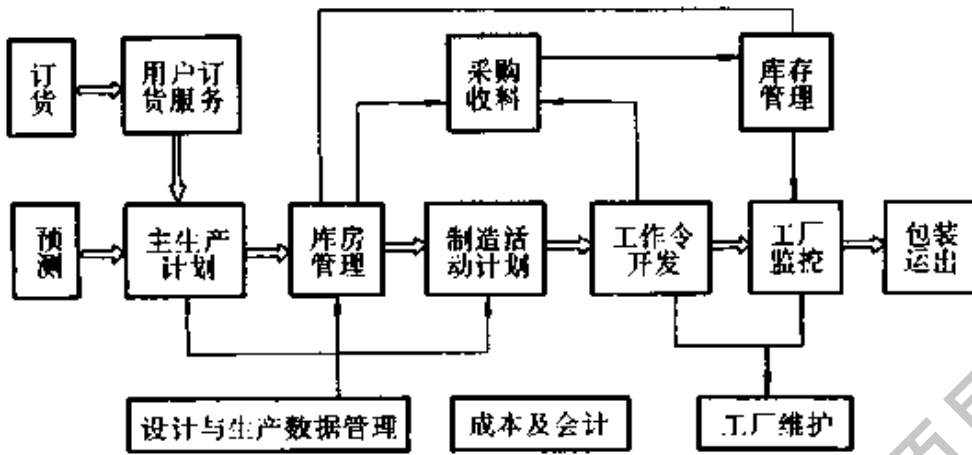 订
货
用户订
货服务
采购
收料
库存
管理
预
测
主生产
计划
库房
管理
制造活
动计划
工作令
开发
工厂
监控
包装
运出
设计与生产数据管理
成本及会计
工厂维护